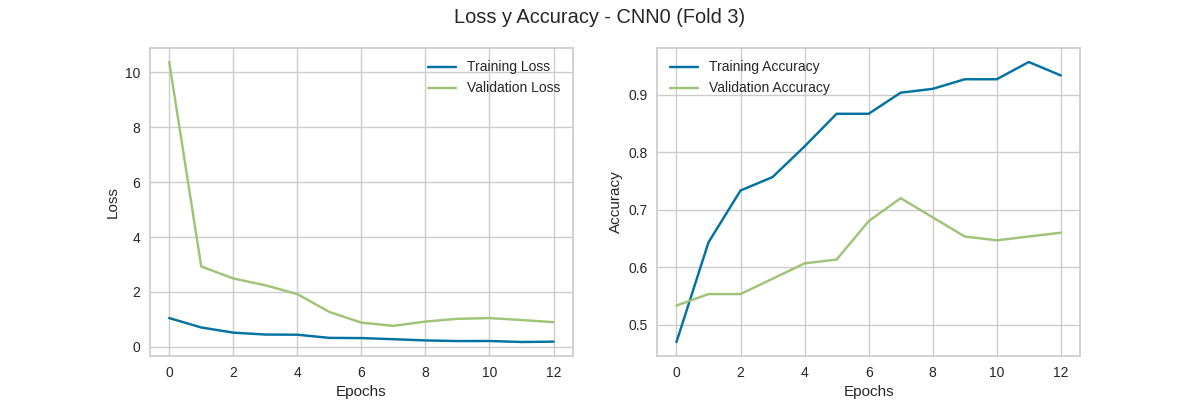 Loss y Accuracy - CNN0 (Fold 3)
Training Loss
Validation Loss
10
8
6
4
2
0
Loss
0 2 4 6 8 10 12
Epochs
Training Accuracy
Validation Accuracy
0.9
0.8
0.7
0.6
0.5
Accuracy
0 2 4 6 8 10 12
Epochs